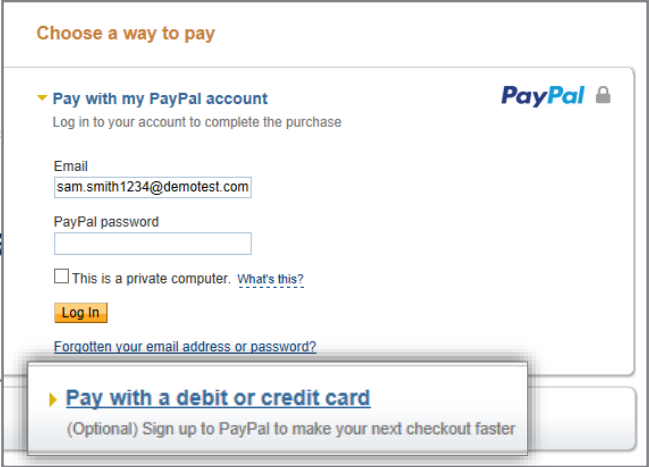 Choose a way to pay
Pay with my PayPal account
PayPal
Log in to your account to complete the purchase
Email
sam.smith1234@demotest.com
PayPal password
This is a private computer. What's this?
Log In
Forgotten your email address or password?
Pay with a debit or credit card
(Optional) Sign up to PayPal to make your next checkout faster